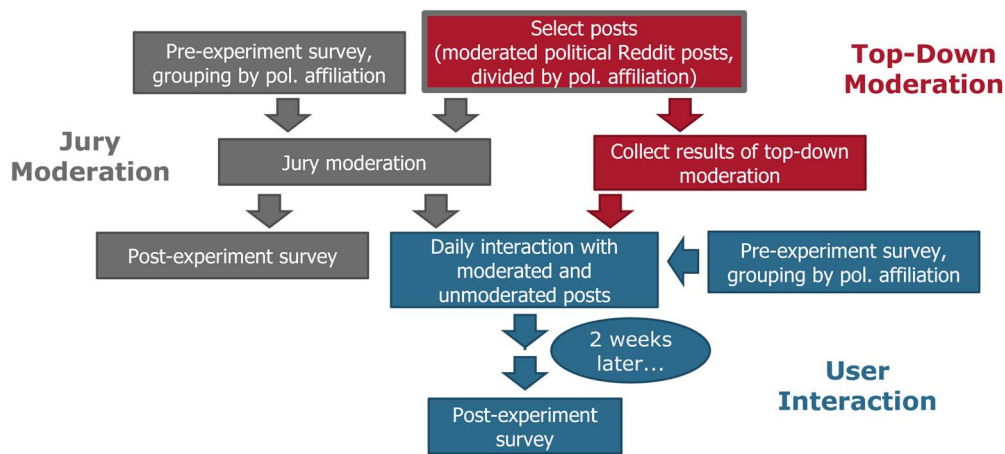 Pre-experiment survey,
grouping by pol. affiliation
Select posts
(moderated political Reddit posts,
divided by pol. affiliation)
Top-Down
Moderation
Jury
Moderation
Jury moderation
Collect results of top-down
moderation
Post-experiment survey
Daily interaction with
moderated and
unmoderated posts
Pre-experiment survey,
grouping by pol. affiliation
2 weeks
later...
User
Interaction
Post-experiment
survey